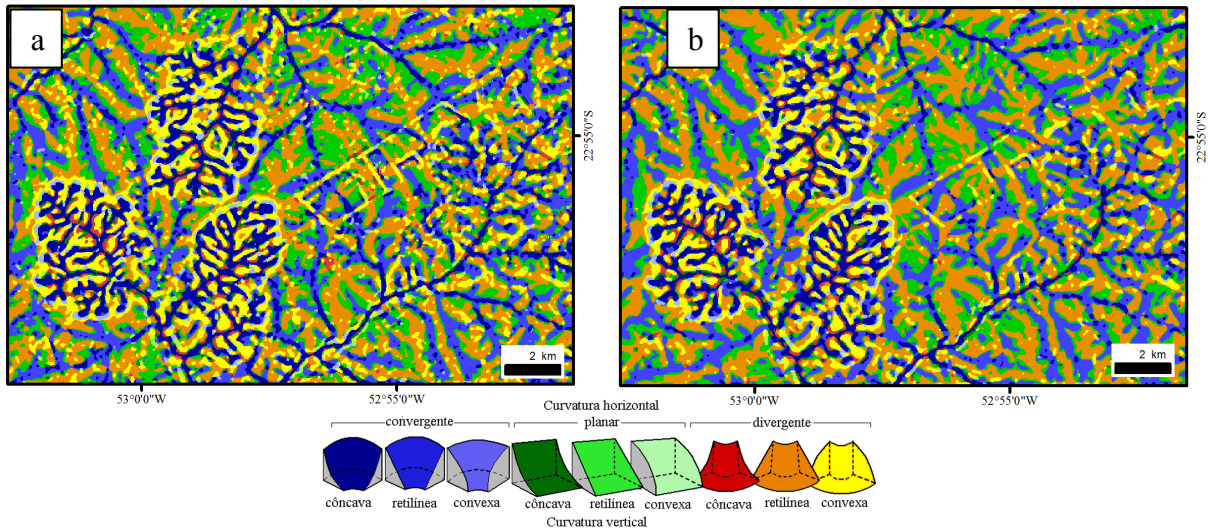 a
b
22°55'0"S
22°55'0"S
2 km
2 km
53°0'0"W
52°55'0"W
53°0'0"W
52°55'0"W
Curvatura horizontal
convergente
planar
divergente
côncava
retilínea
convexa
côncava
retilínea
convexa
côncava
retilínea
convexa
Curvatura vertical